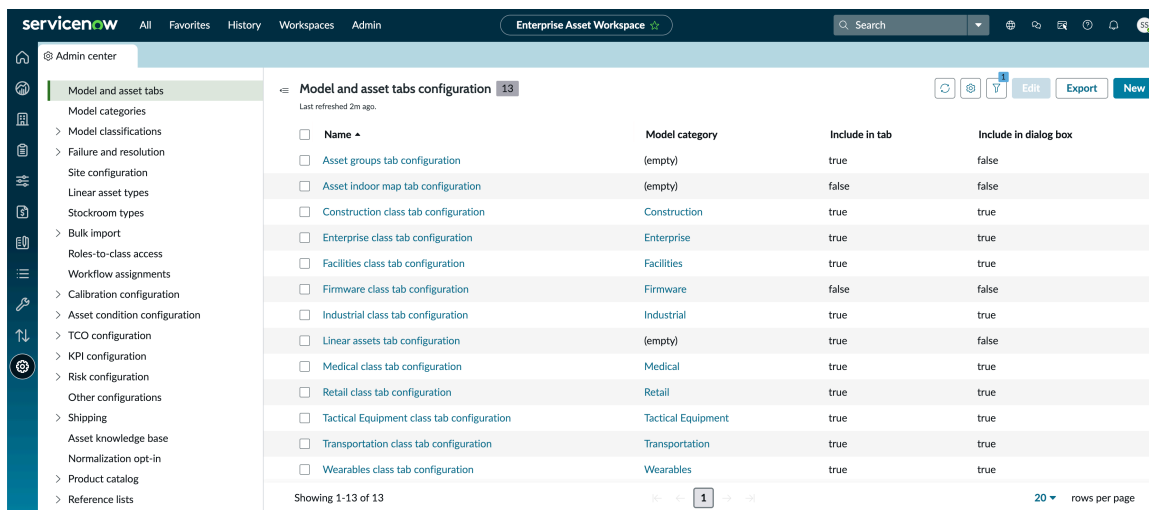 servicenow All Favorites History Workspaces Admin Enterprise Asset Workspace Search SS
Admin center
Model and asset tabs
Model categories
Model classifications
Failure and resolution
Site configuration
Linear asset types
Stockroom types
Bulk import
Roles-to-class access
Workflow assignments
Calibration configuration
Asset condition configuration
TCO configuration
KPI configuration
Risk configuration
Other configurations
Shipping
Asset knowledge base
Normalization opt-in
Product catalog
Reference lists
Model and asset tabs configuration 13
Last refreshed 2m ago.
1
Edit Export New
Name Model category Include in tab Include in dialog box
Asset groups tab configuration (empty) true false
Asset indoor map tab configuration (empty) false false
Construction class tab configuration Construction true true
Enterprise class tab configuration Enterprise true true
Facilities class tab configuration Facilities true true
Firmware class tab configuration Firmware false false
Industrial class tab configuration Industrial true true
Linear assets tab configuration (empty) true false
Medical class tab configuration Medical true true
Retail class tab configuration Retail true true
Tactical Equipment class tab configuration Tactical Equipment true true
Transportation class tab configuration Transportation true true
Wearables class tab configuration Wearables true true
Showing 1-13 of 13 1 20 rows per page